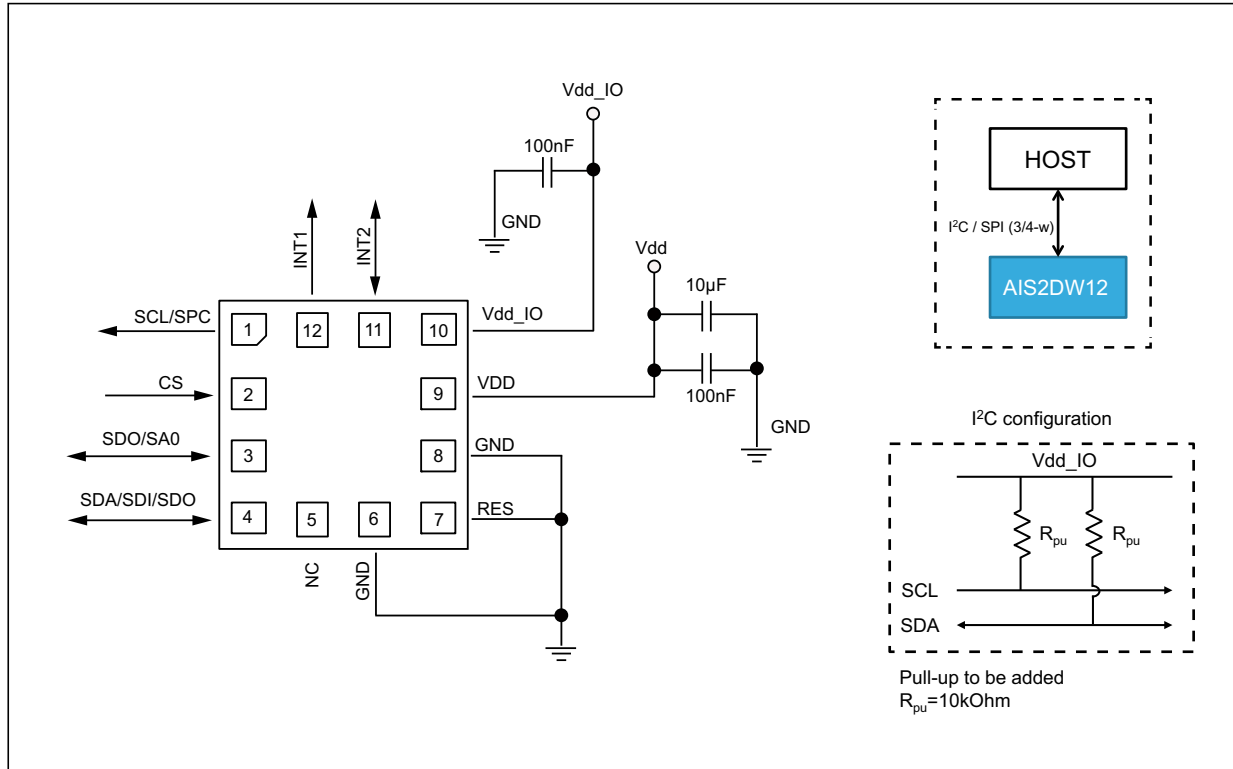 Vdd_IO
100nF
GND
INT1
INT2
Vdd
10µF
100nF
GND
SCL/SPC
CS
SDO/SA0
SDA/SDI/SDO
1
12
11
10
2
9
3
8
4
5
6
7
Vdd_IO
VDD
GND
RES
NC
GND
HOST
I²C / SPI (3/4-w)
AIS2DW12
I²C configuration
Vdd_IO
Rpu
Rpu
SCL
SDA
Pull-up to be added
Rpu=10kOhm